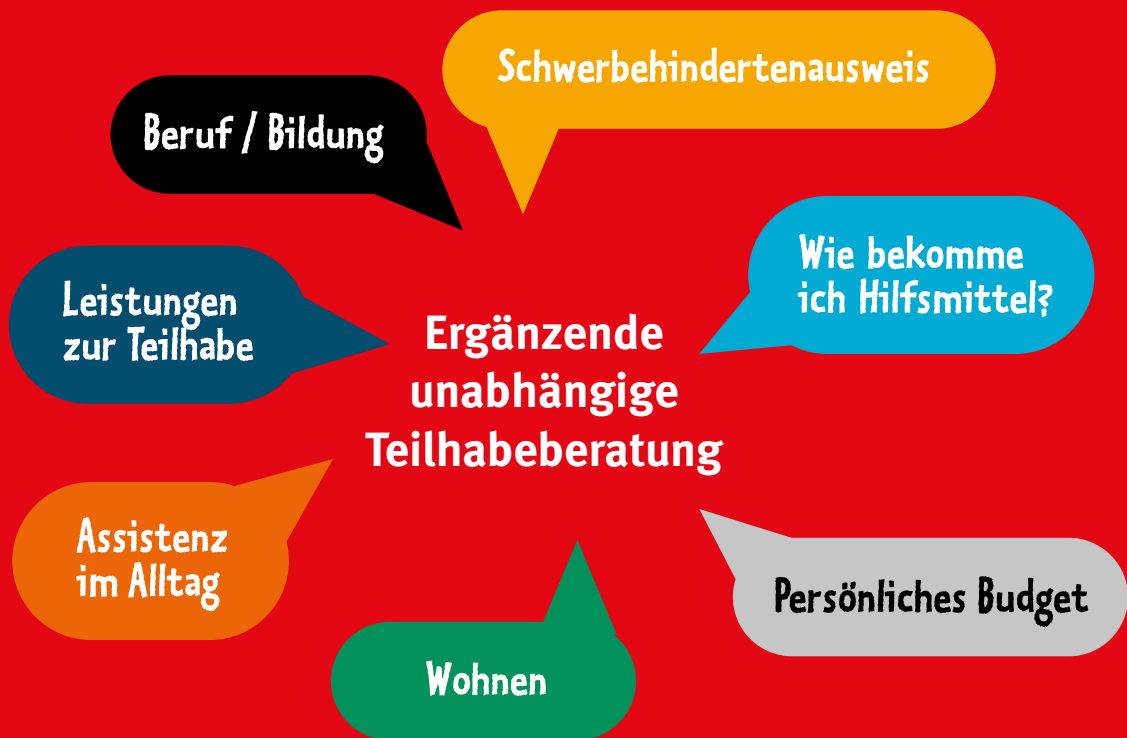 Schwerbehindertenausweis
Beruf / Bildung
Wie bekomme
ich Hilfsmittel?
Leistungen
zur Teilhabe
Ergänzende
unabhängige
Teilhabeberatung
Assistenz
im Alltag
Persönliches Budget
Wohnen